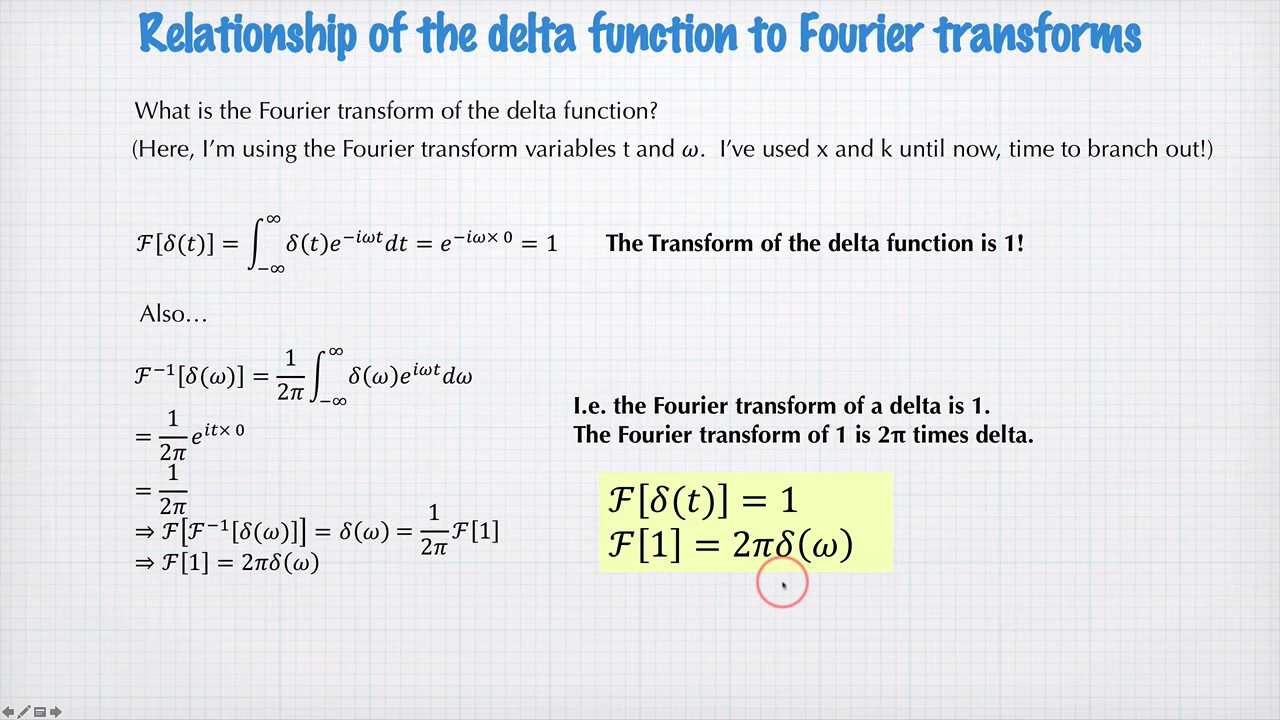 Relationship of the delta function to Fourier transforms
What is the Fourier transform of the delta function?
(Here, I'm using the Fourier transform variables t and ω. I've used x and k until now, time to branch out!)
ℱ[δ(t)] = ∫_{−∞}^{∞} δ(t)e^{−iωt}dt = e^{−iω×0} = 1
The Transform of the delta function is 1!
Also…
ℱ^{−1}[δ(ω)] = \frac{1}{2π} ∫_{−∞}^{∞} δ(ω)e^{iωt}dω
= \frac{1}{2π} e^{it×0}
= \frac{1}{2π}
⇒ ℱ[ℱ^{−1}[δ(ω)]] = δ(ω) = \frac{1}{2π} ℱ[1]
⇒ ℱ[1] = 2πδ(ω)
I.e. the Fourier transform of a delta is 1.
The Fourier transform of 1 is 2π times delta.
ℱ[δ(t)] = 1
ℱ[1] = 2πδ(ω)